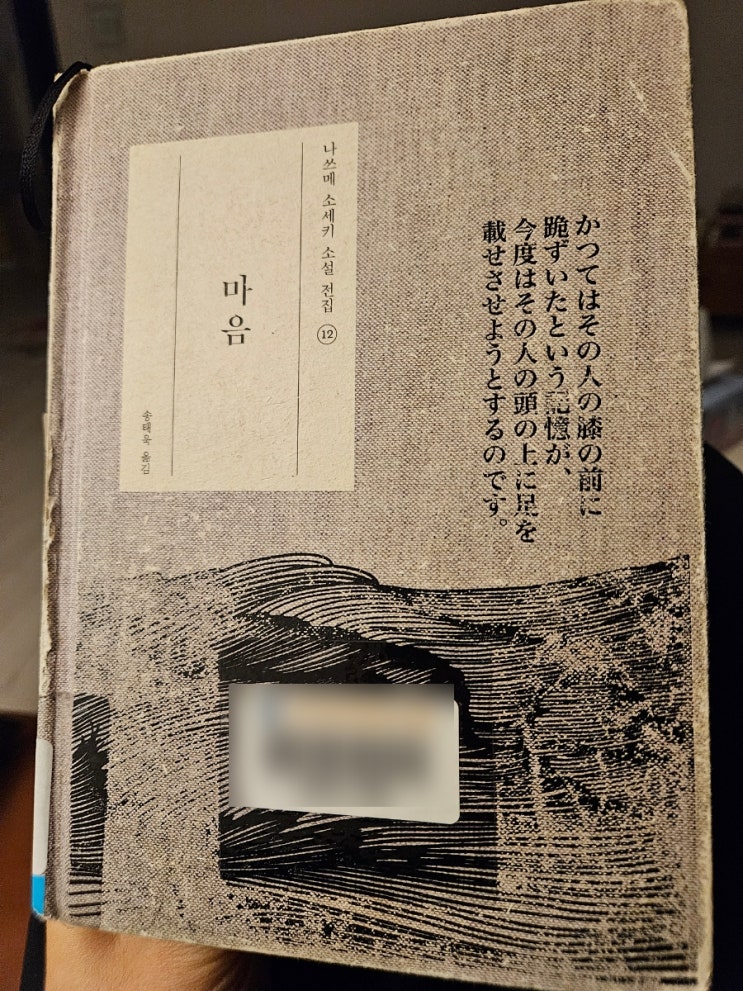 나쓰메 소세키 소설 전집 ⑫
마음
송태욱 옮김
かつてはその人の膝の前に
跪ずいたという記憶が、
今度はその人の頭の上に足を
載せさせようとするのです。